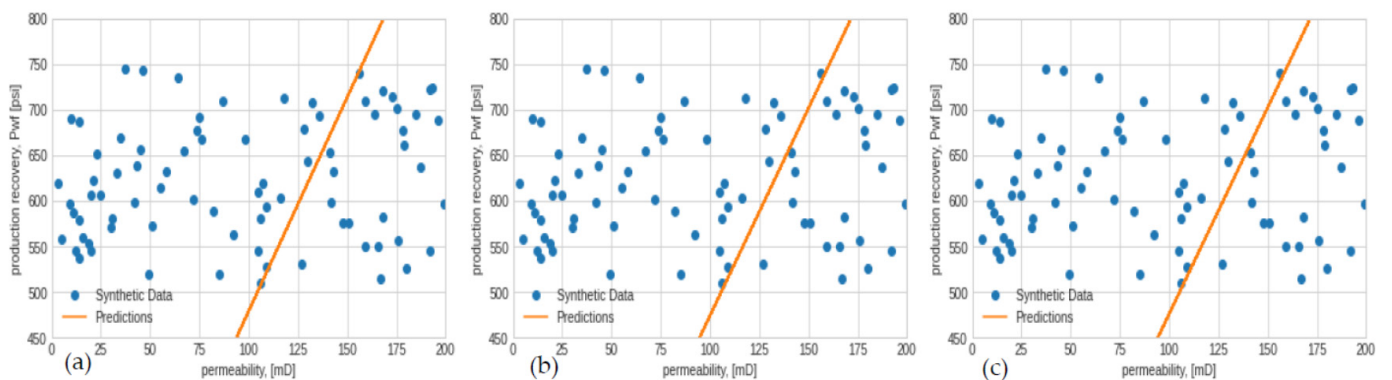 800
750
700
650
600
550
500
450
production recovery, Pwf [psi]
Synthetic Data
Predictions
0 25 50 75 100 125 150 175 200
permeability, [mD]
(a)
800
750
700
650
600
550
500
450
production recovery, Pwf [psi]
Synthetic Data
Predictions
0 25 50 75 100 125 150 175 200
permeability, [mD]
(b)
800
750
700
650
600
550
500
450
production recovery, Pwf [psi]
Synthetic Data
Predictions
0 25 50 75 100 125 150 175 200
permeability, [mD]
(c)